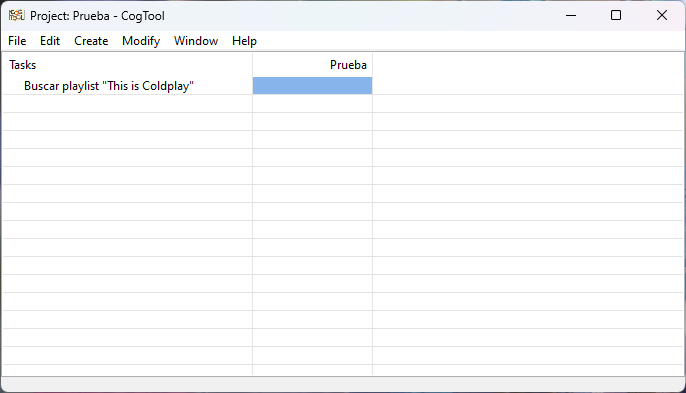 Project: Prueba - CogTool
File Edit Create Modify Window Help
Tasks Prueba
Buscar playlist "This is Coldplay"